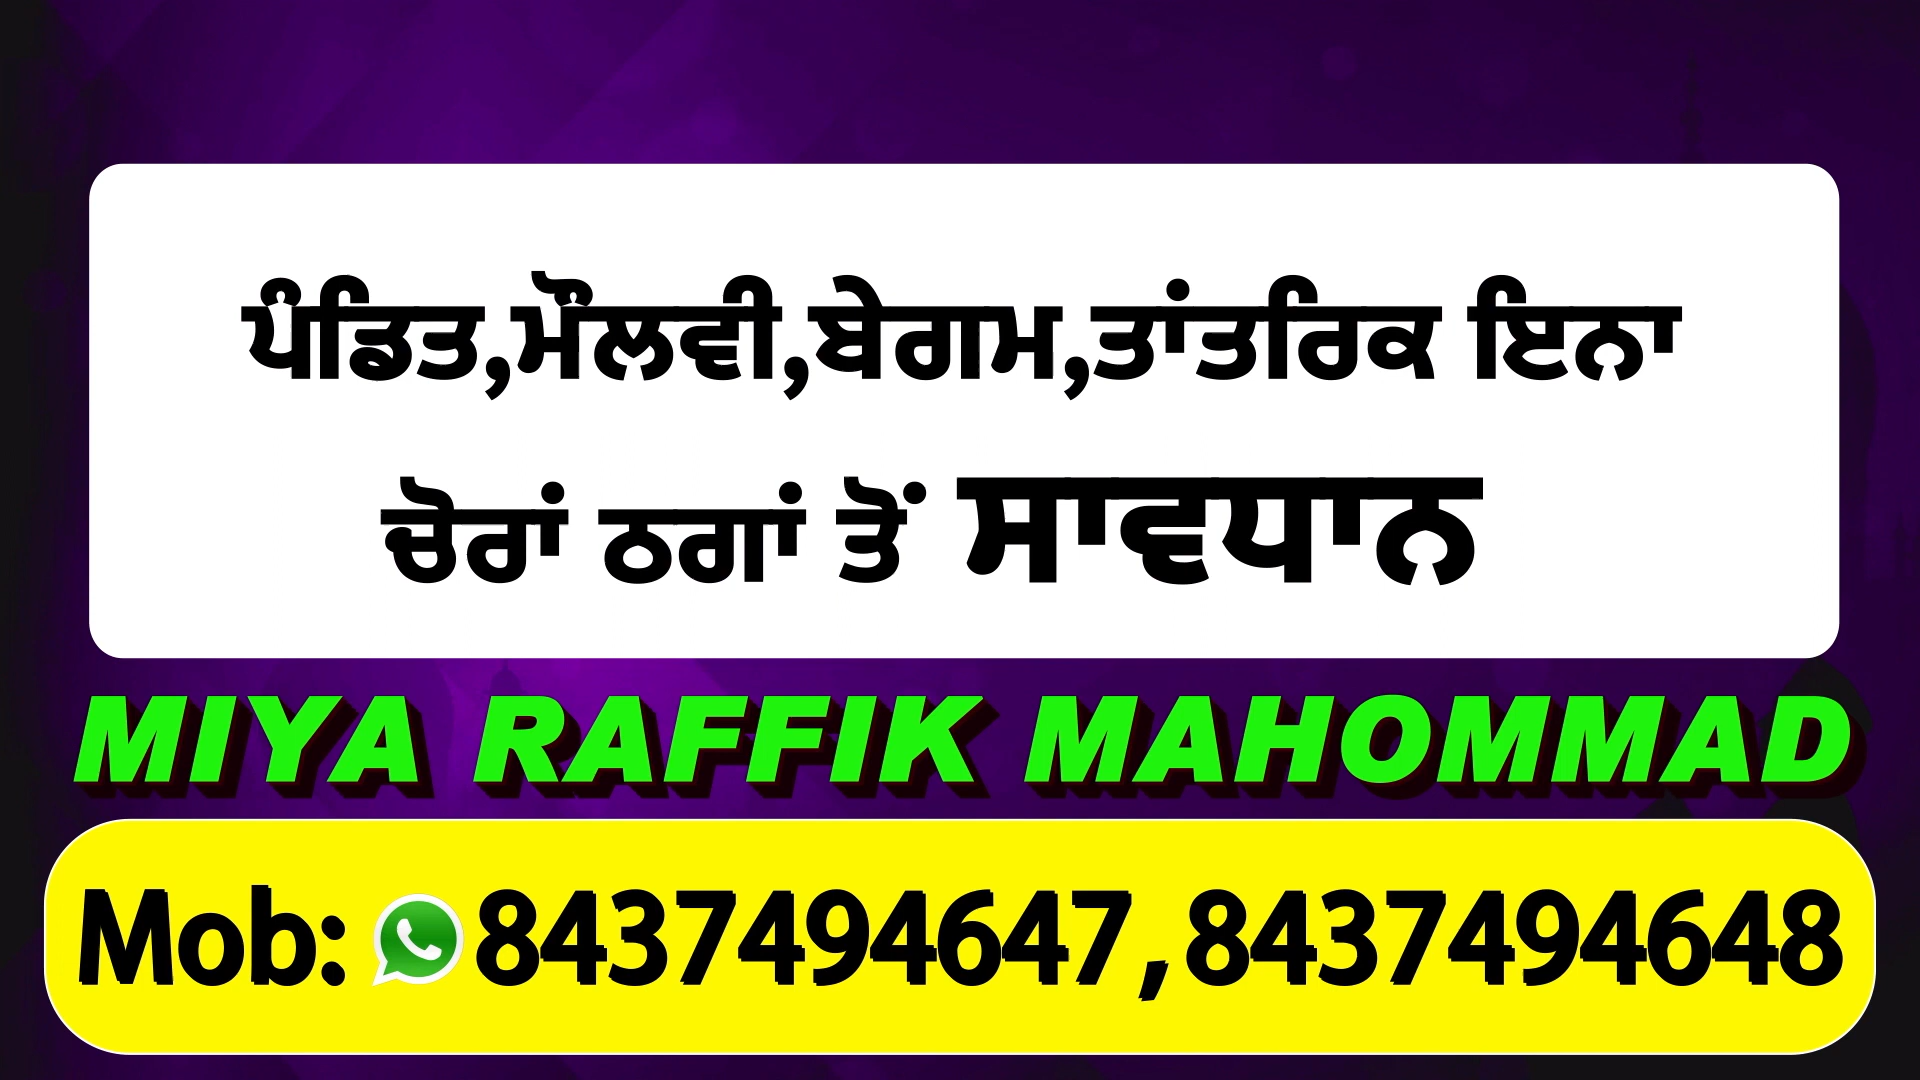 ਪੰਡਿਤ,ਮੌਲਵੀ,ਬੇਗਮ,ਤਾਂਤਰਿਕ ਇਨਾ
ਚੋਰਾਂ ਠਗਾਂ ਤੋਂ ਸਾਵਧਾਨ
MIYA RAFFIK MAHOMMAD
Mob: 8437494647,8437494648